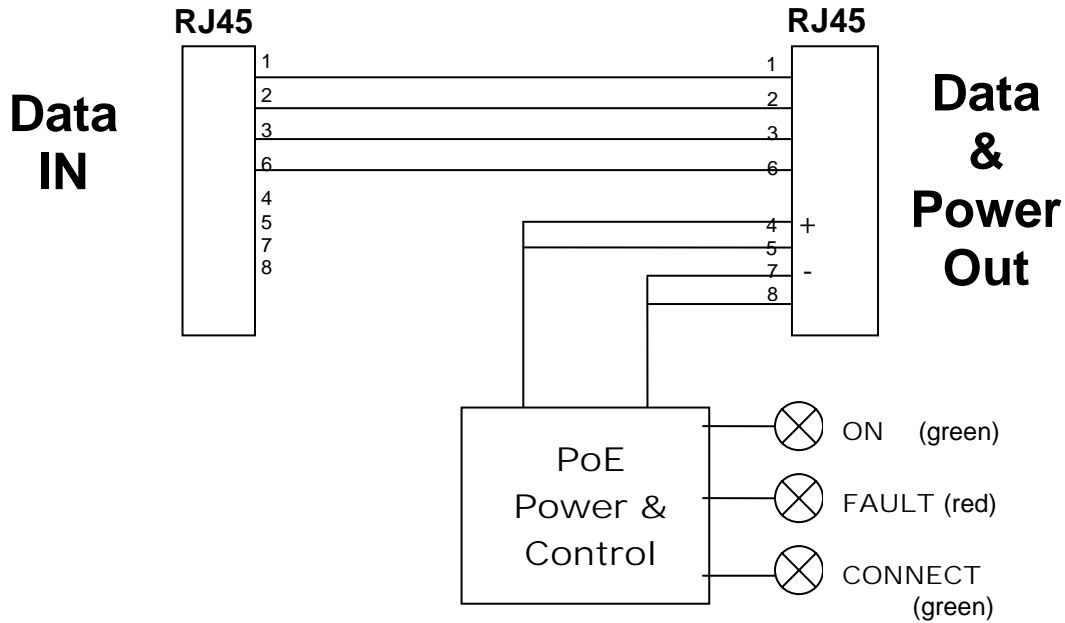 RJ45
RJ45
Data
IN
1
2
3
6
4
5
7
8
1
2
3
6
4 +
5
7 -
8
Data
&
Power
Out
PoE
Power &
Control
ON (green)
FAULT (red)
CONNECT
(green)